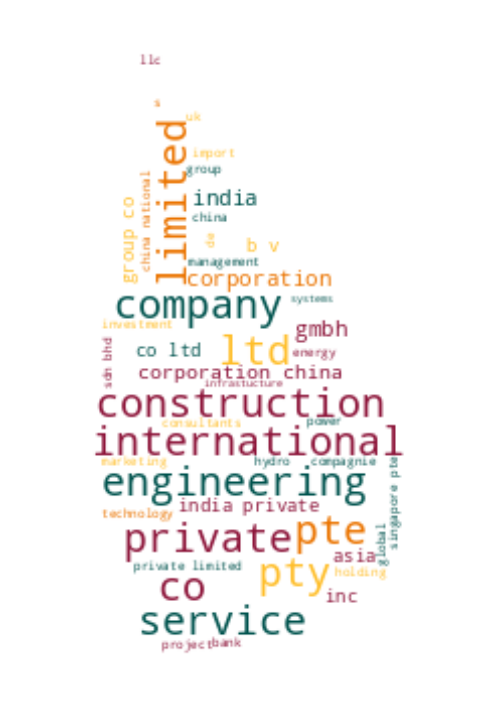 llc
s
uk
limited
import
group
china national
group co
india
china
de
b v
management
corporation
systems
company
investment
gmbh
ltd
co ltd
energy
sdn bhd
corporation china
infrastucture
construction
consultants
power
international
marketing
hydro
compagnie
singapore pte
engineering
india private
technology
pte
private
global
asia
private limited
pty
holding
co
inc
service
project
bank